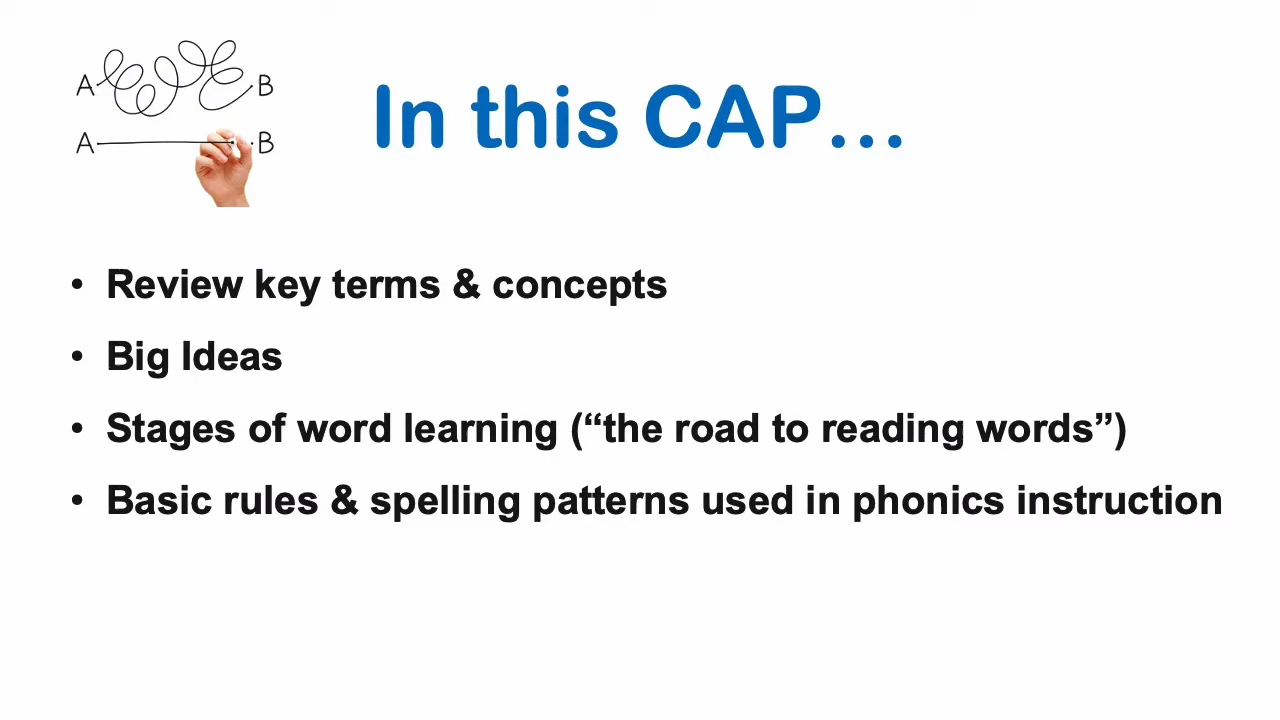 A B
A B
In this CAP…
• Review key terms & concepts
• Big Ideas
• Stages of word learning (“the road to reading words”)
• Basic rules & spelling patterns used in phonics instruction